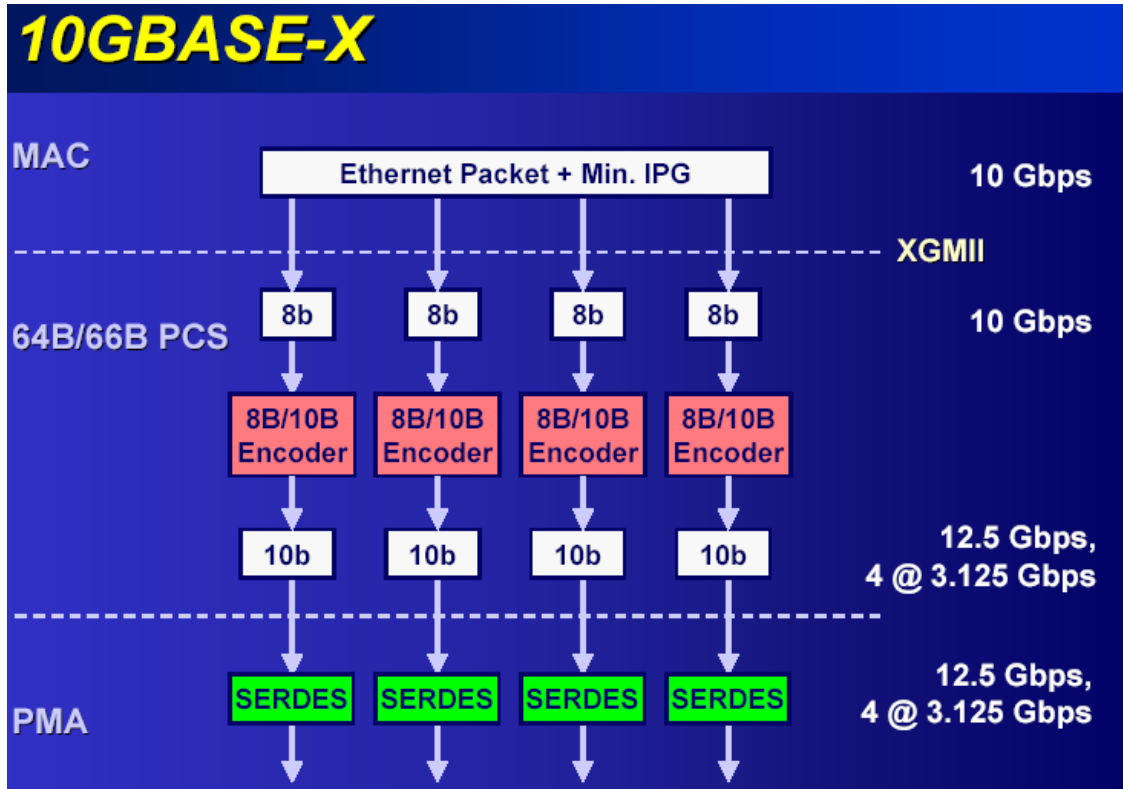 10GBASE-X
MAC
Ethernet Packet + Min. IPG
10 Gbps
XGMII
64B/66B PCS
8b
8b
8b
8b
10 Gbps
8B/10B
Encoder
8B/10B
Encoder
8B/10B
Encoder
8B/10B
Encoder
10b
10b
10b
10b
12.5 Gbps,
4 @ 3.125 Gbps
PMA
SERDES
SERDES
SERDES
SERDES
12.5 Gbps,
4 @ 3.125 Gbps